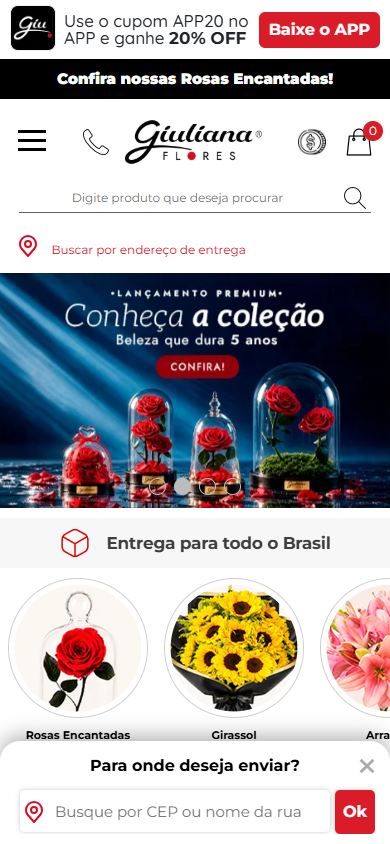 Giu
Use o cupom APP20 no
APP e ganhe 20% OFF
Baixe o APP
Confira nossas Rosas Encantadas!
Giuliana®
FLORES
0
Digite produto que deseja procurar
Buscar por endereço de entrega
•LANÇAMENTO PREMIUM•
Conheça a coleção
Beleza que dura 5 anos
CONFIRA!
Entrega para todo o Brasil
Rosas Encantadas
Girassol
Arra
Para onde deseja enviar?
Busque por CEP ou nome da rua
Ok